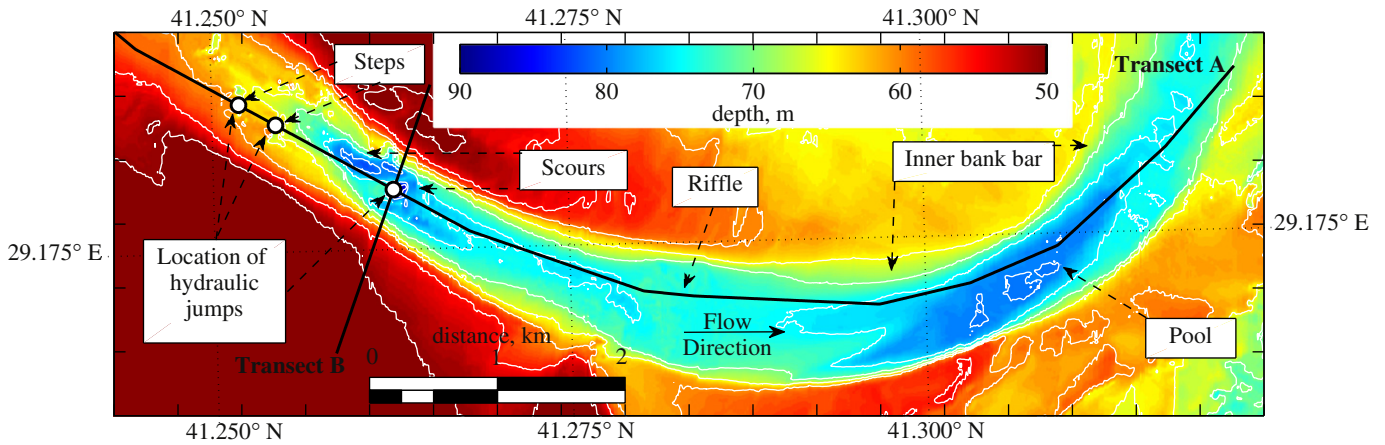 41.250° N
41.275° N
41.300° N
Steps
Transect A
90
80
70
60
50
depth, m
Scours
Riffle
Inner bank bar
29.175° E
29.175° E
Location of
hydraulic
jumps
Flow
Direction
Pool
distance, km
Transect B
0
1
2
41.250° N
41.275° N
41.300° N